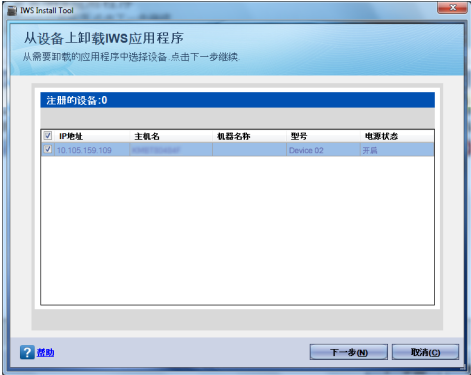 IWS Install Tool
从设备上卸载IWS应用程序
从需要卸载的应用程序中选择设备.点击下一步继续.
注册的设备:0
IP地址 主机名 机器名称 型号 电源状态
10.105.159.109 Device 02 开启
帮助 下一步(N) 取消(C)